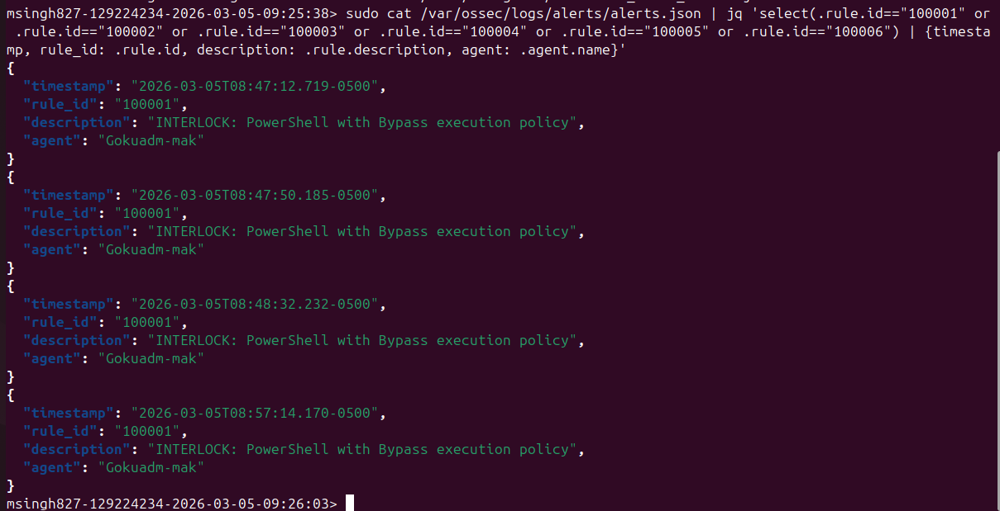 msingh827-129224234-2026-03-05-09:25:38> sudo cat /var/ossec/logs/alerts/alerts.json | jq 'select(.rule.id=="100001" or
 .rule.id=="100002" or .rule.id=="100003" or .rule.id=="100004" or .rule.id=="100005" or .rule.id=="100006") | {timesta
mp, rule_id: .rule.id, description: .rule.description, agent: .agent.name}'
{
  "timestamp": "2026-03-05T08:47:12.719-0500",
  "rule_id": "100001",
  "description": "INTERLOCK: PowerShell with Bypass execution policy",
  "agent": "Gokuadm-mak"
}
{
  "timestamp": "2026-03-05T08:47:50.185-0500",
  "rule_id": "100001",
  "description": "INTERLOCK: PowerShell with Bypass execution policy",
  "agent": "Gokuadm-mak"
}
{
  "timestamp": "2026-03-05T08:48:32.232-0500",
  "rule_id": "100001",
  "description": "INTERLOCK: PowerShell with Bypass execution policy",
  "agent": "Gokuadm-mak"
}
{
  "timestamp": "2026-03-05T08:57:14.170-0500",
  "rule_id": "100001",
  "description": "INTERLOCK: PowerShell with Bypass execution policy",
  "agent": "Gokuadm-mak"
}
msingh827-129224234-2026-03-05-09:26:03>